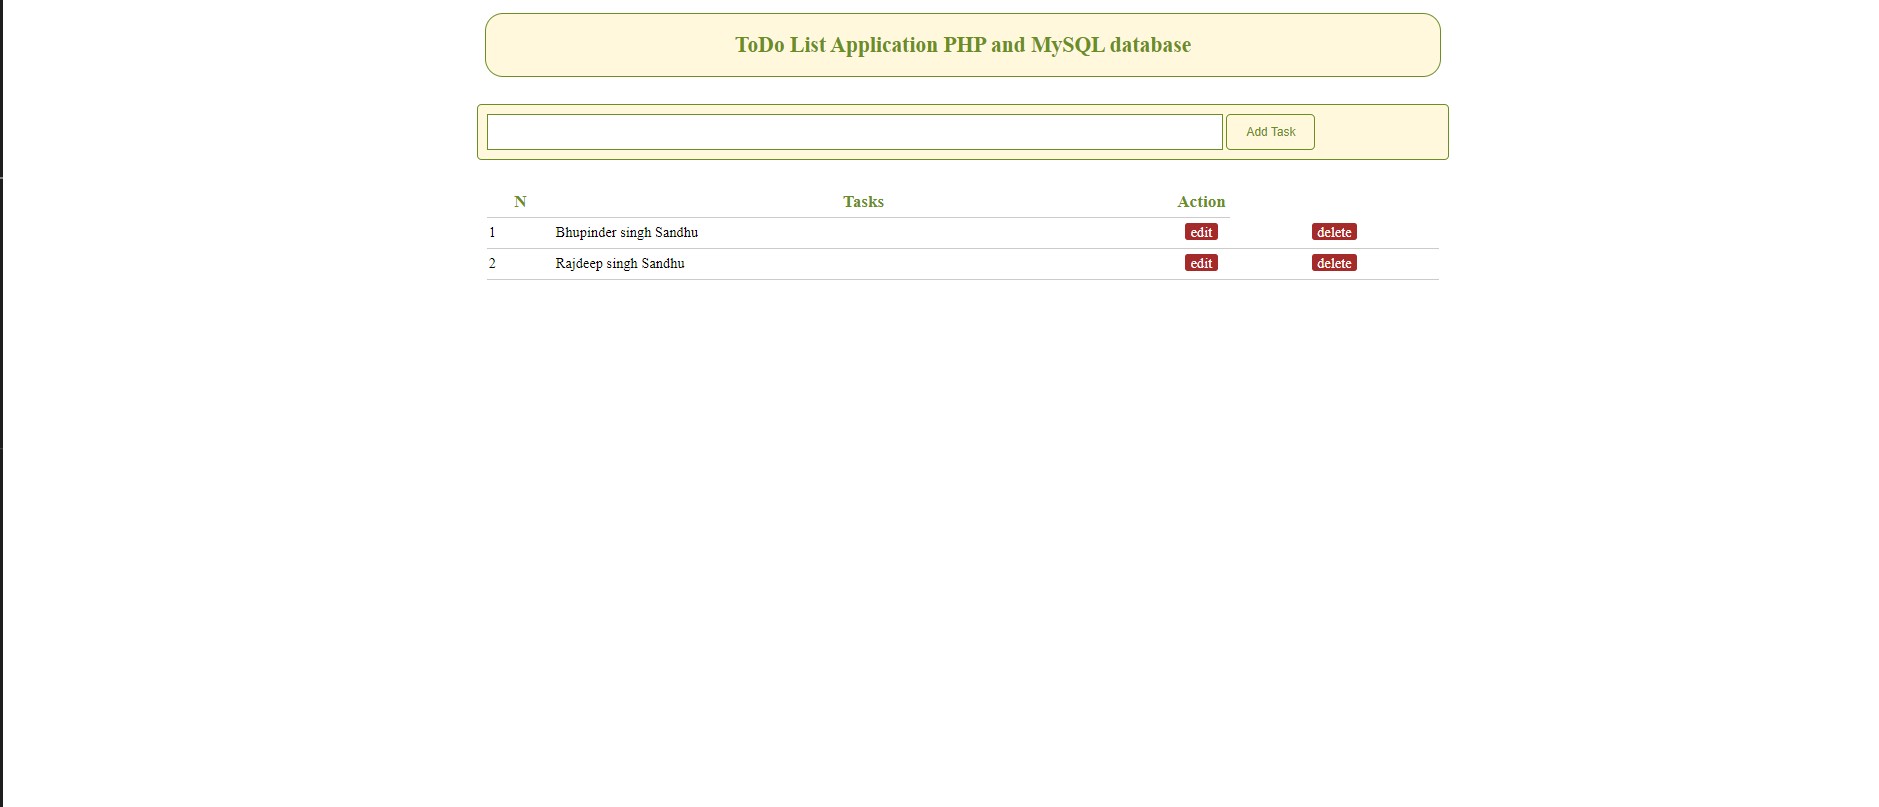 ToDo List Application PHP and MySQL database
Add Task
N Tasks Action
1 Bhupinder singh Sandhu edit delete
2 Rajdeep singh Sandhu edit delete